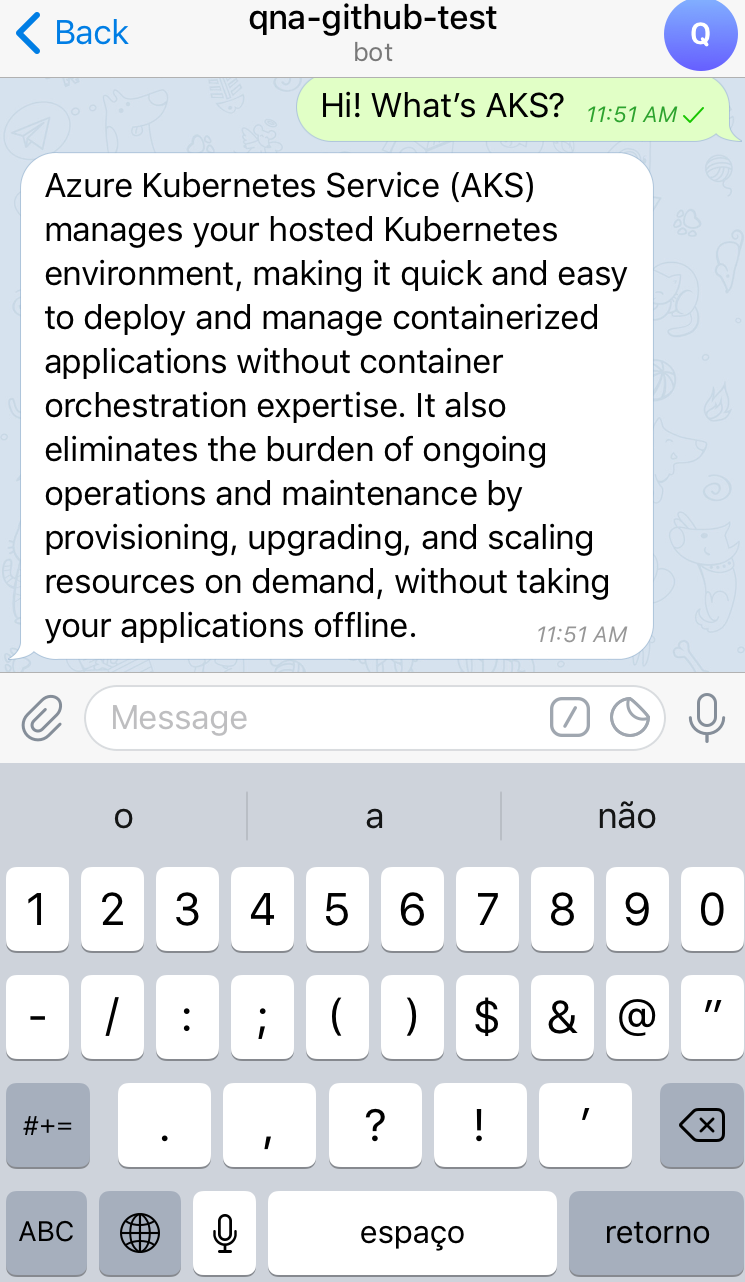 Back
qna-github-test
bot
Q
Hi! What’s AKS?
11:51 AM
Azure Kubernetes Service (AKS)
manages your hosted Kubernetes
environment, making it quick and easy
to deploy and manage containerized
applications without container
orchestration expertise. It also
eliminates the burden of ongoing
operations and maintenance by
provisioning, upgrading, and scaling
resources on demand, without taking
your applications offline.
11:51 AM
Message
o a não
1 2 3 4 5 6 7 8 9 0
- / : ; ( ) $ & @ "
#+= . , ? ! ’
ABC espaço retorno